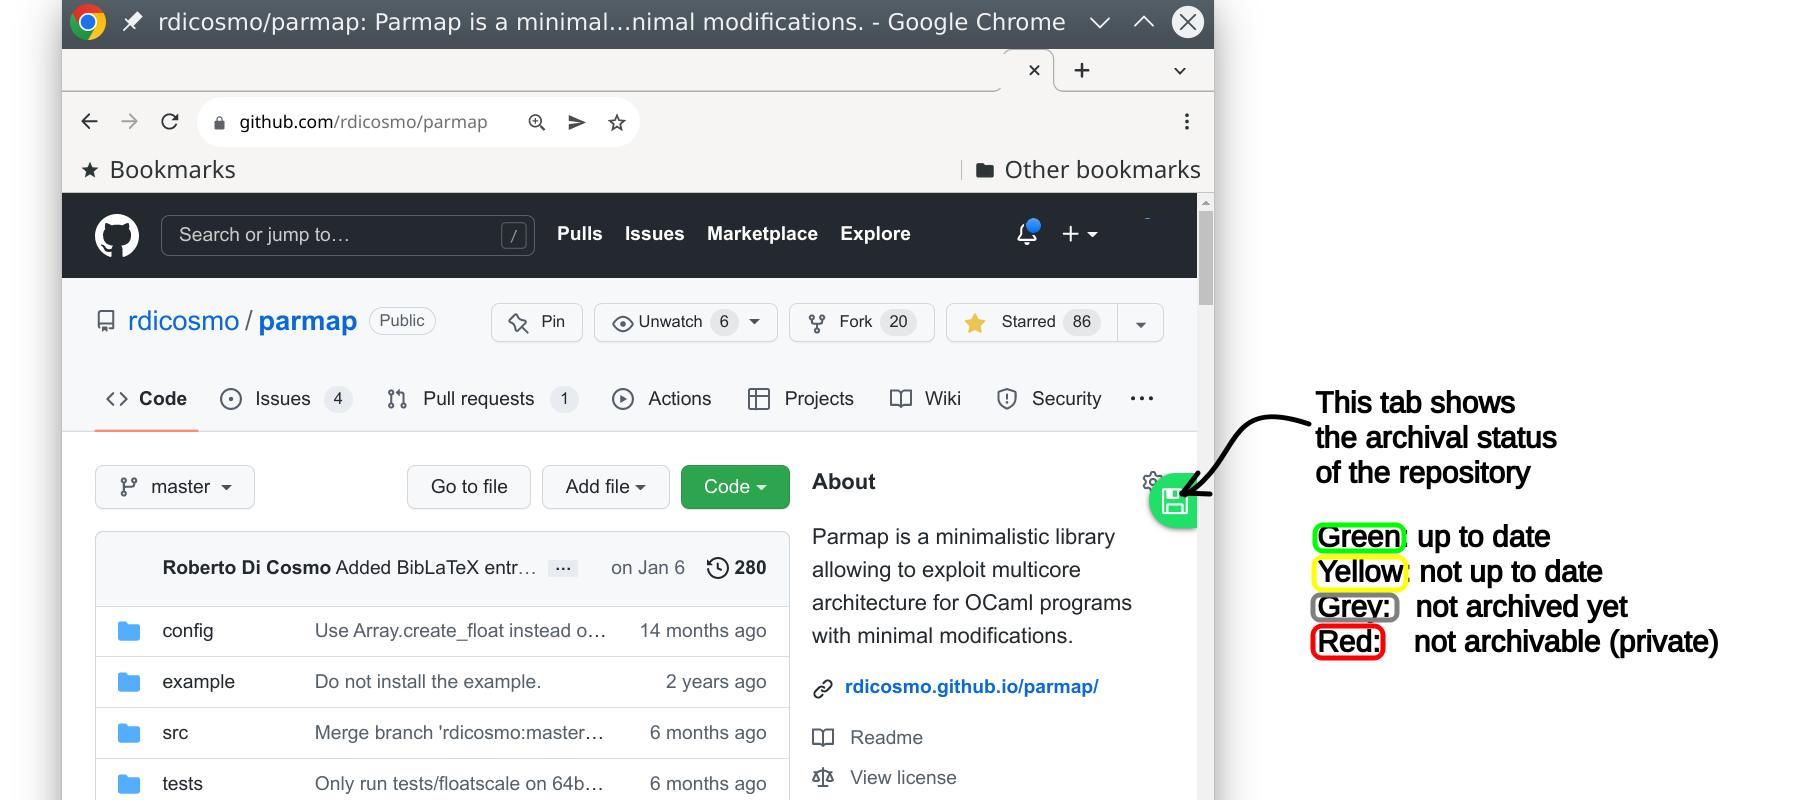 rdicosmo/parmap: Parmap is a minimal...nimal modifications. - Google Chrome
github.com/rdicosmo/parmap
Bookmarks
Other bookmarks
Search or jump to…
/
Pulls Issues Marketplace Explore
rdicosmo / parmap Public
Pin
Unwatch 6
Fork 20
Starred 86
Code
Issues 4
Pull requests 1
Actions
Projects
Wiki
Security
master
Go to file
Add file
Code
Roberto Di Cosmo Added BibLaTeX entr… ... on Jan 6 280
config Use Array.create_float instead o… 14 months ago
example Do not install the example. 2 years ago
src Merge branch 'rdicosmo:master… 6 months ago
tests Only run tests/floatscale on 64b… 6 months ago
About
Parmap is a minimalistic library
allowing to exploit multicore
architecture for OCaml programs
with minimal modifications.
rdicosmo.github.io/parmap/
Readme
View license
This tab shows
the archival status
of the repository
Green: up to date
Yellow: not up to date
Grey: not archived yet
Red: not archivable (private)